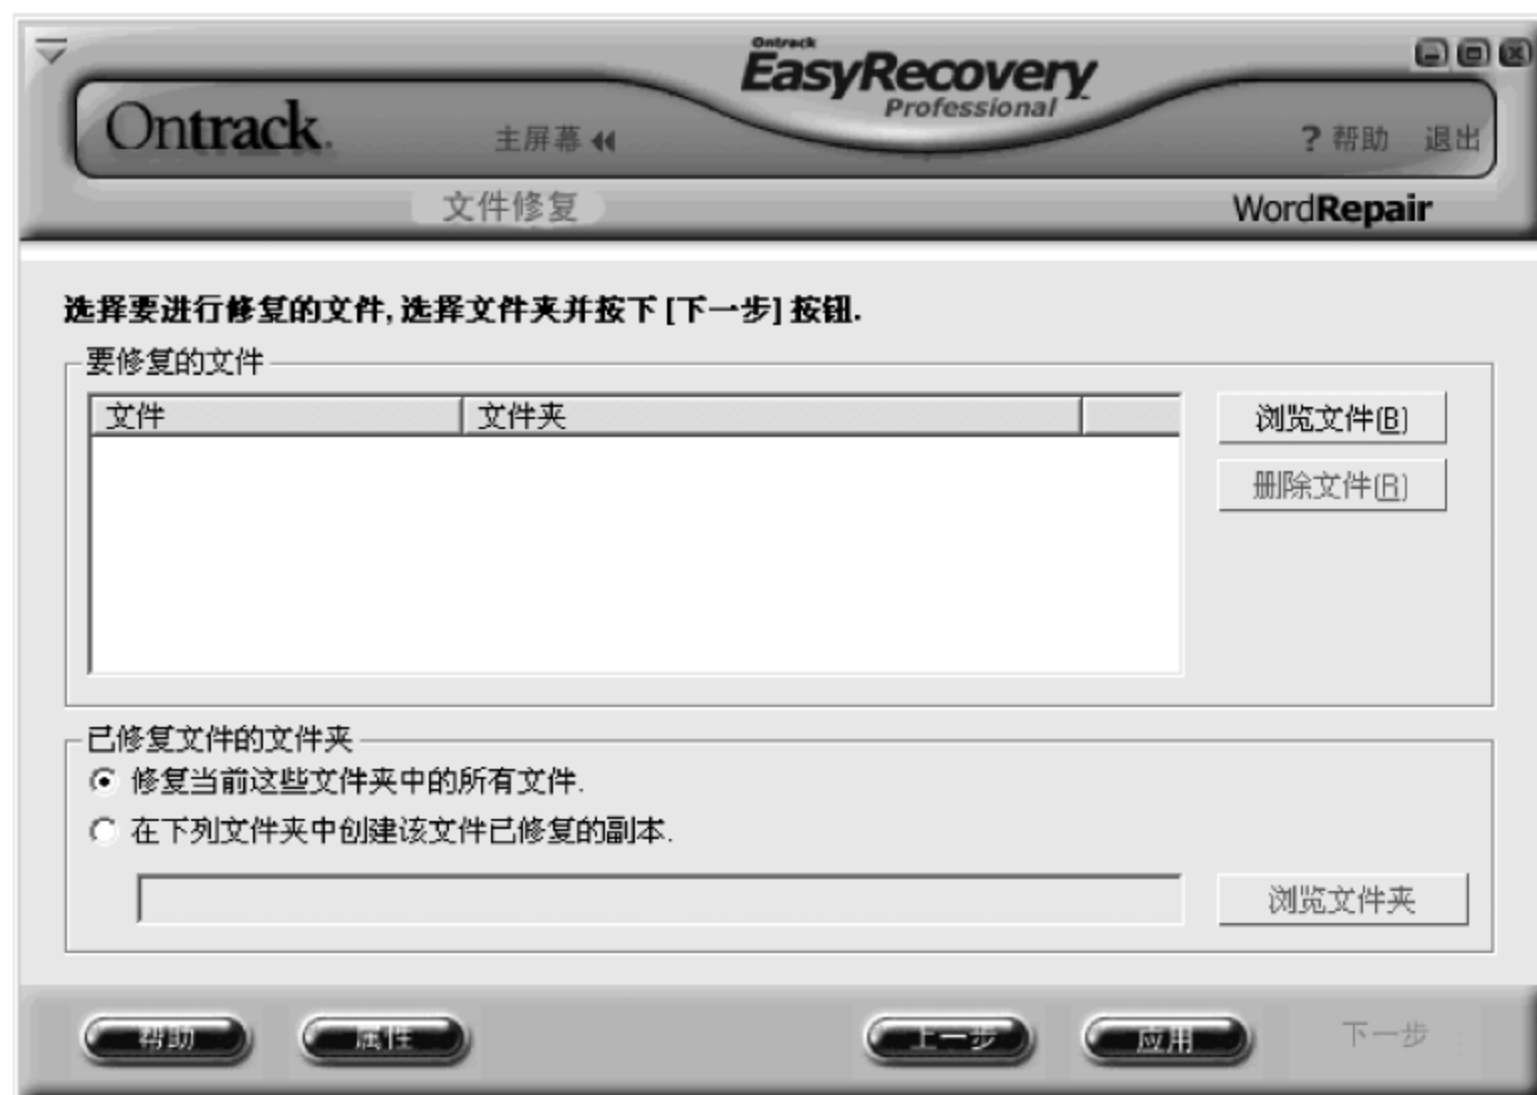 Ontrack
EasyRecovery
Professional
Ontrack. 主屏幕 ? 帮助 退出
文件修复 WordRepair
选择要进行修复的文件, 选择文件夹并按下 [下一步] 按钮.
要修复的文件
文件 文件夹 浏览文件(B)
删除文件(R)
已修复文件的文件夹
修复当前这些文件夹中的所有文件.
在下列文件夹中创建该文件已修复的副本.
浏览文件夹
帮助 属性 上一步 应用 下一步